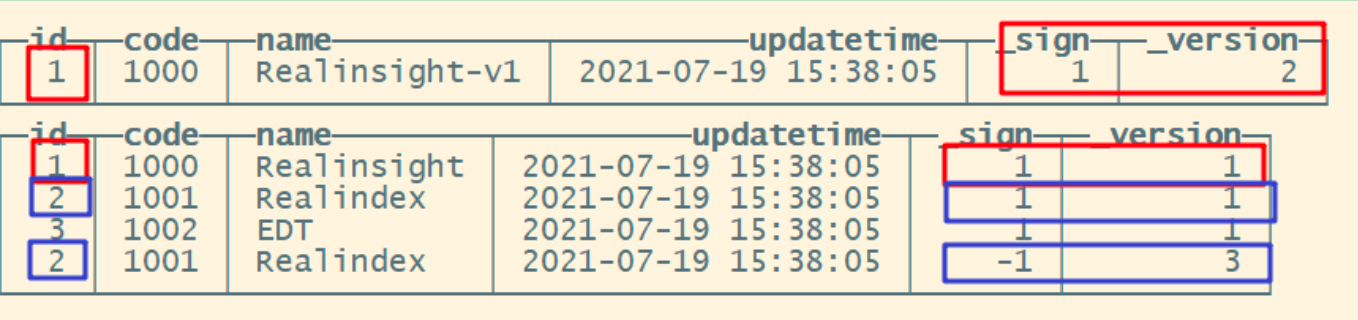 id code name updatetime _sign _version
1 1000 Realinsight-v1 2021-07-19 15:38:05 1 2
id code name updatetime _sign _version
1 1000 Realinsight 2021-07-19 15:38:05 1 1
2 1001 Realindex 2021-07-19 15:38:05 1 1
3 1002 EDT 2021-07-19 15:38:05 1 1
2 1001 Realindex 2021-07-19 15:38:05 -1 3